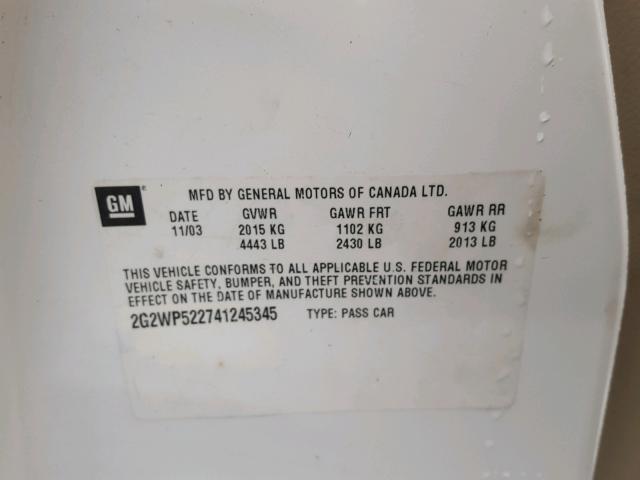 GM
MFD BY GENERAL MOTORS OF CANADA LTD.
DATE GVWR GAWR FRT GAWR RR
11/03 2015 KG 1102 KG 913 KG
4443 LB 2430 LB 2013 LB
THIS VEHICLE CONFORMS TO ALL APPLICABLE U.S. FEDERAL MOTOR
VEHICLE SAFETY, BUMPER, AND THEFT PREVENTION STANDARDS IN
EFFECT ON THE DATE OF MANUFACTURE SHOWN ABOVE.
2G2WP522741245345 TYPE: PASS CAR